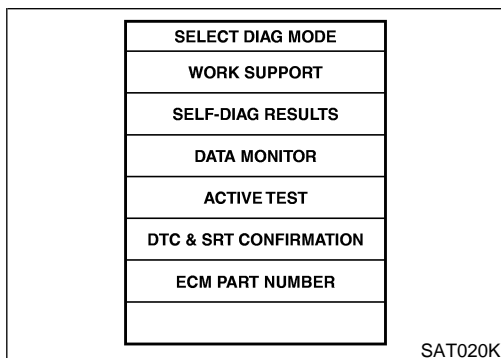 SELECT DIAG MODE
WORK SUPPORT
SELF-DIAG RESULTS
DATA MONITOR
ACTIVE TEST
DTC & SRT CONFIRMATION
ECM PART NUMBER
SAT020K